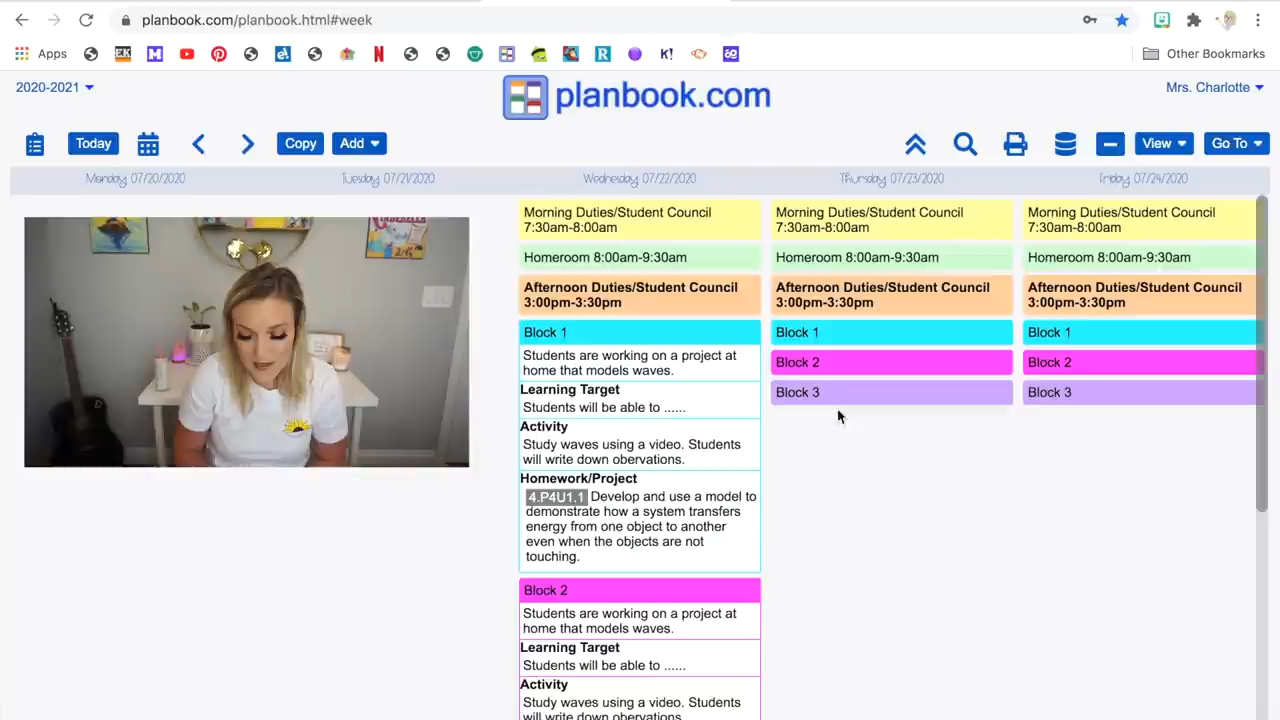 planbook.com/planbook.html#week
Apps
Other Bookmarks
2020-2021
planbook.com
Mrs. Charlotte
Today
Copy
Add
View
Go To
Monday 07/20/2020
Tuesday 07/21/2020
Wednesday 07/22/2020
Thursday 07/23/2020
Friday 07/24/2020
Morning Duties/Student Council
7:30am-8:00am
Homeroom 8:00am-9:30am
Afternoon Duties/Student Council
3:00pm-3:30pm
Block 1
Students are working on a project at
home that models waves.
Learning Target
Students will be able to ......
Activity
Study waves using a video. Students
will write down obervations.
Homework/Project
4.P4U1.1 Develop and use a model to
demonstrate how a system transfers
energy from one object to another
even when the objects are not
touching.
Block 2
Students are working on a project at
home that models waves.
Learning Target
Students will be able to ......
Activity
Study waves using a video. Students
will write down obervations.
Morning Duties/Student Council
7:30am-8:00am
Homeroom 8:00am-9:30am
Afternoon Duties/Student Council
3:00pm-3:30pm
Block 1
Block 2
Block 3
Morning Duties/Student Council
7:30am-8:00am
Homeroom 8:00am-9:30am
Afternoon Duties/Student Council
3:00pm-3:30pm
Block 1
Block 2
Block 3